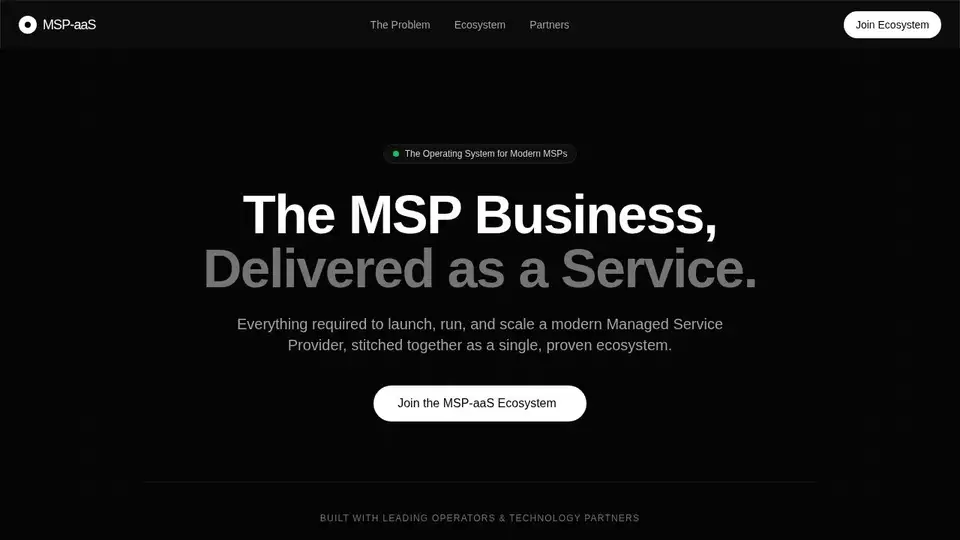 MSP-aaS
The Problem
Ecosystem
Partners
Join Ecosystem
The Operating System for Modern MSPs
The MSP Business,
Delivered as a Service.
Everything required to launch, run, and scale a modern Managed Service
Provider, stitched together as a single, proven ecosystem.
Join the MSP-aaS Ecosystem
BUILT WITH LEADING OPERATORS & TECHNOLOGY PARTNERS